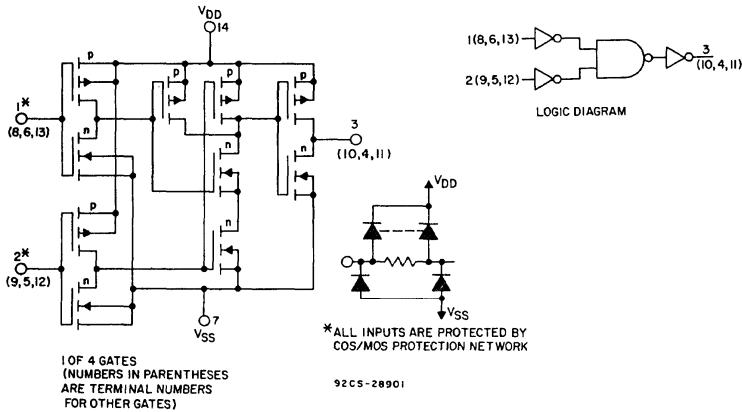 VDD
14
p
p
p
p
1*
(8,6,13)
n
n
n
3
(10,4,11)
p
n
2*
(9,5,12)
n
7
VSS
1 OF 4 GATES
(NUMBERS IN PARENTHESES
ARE TERMINAL NUMBERS
FOR OTHER GATES)
1(8,6,13)
2(9,5,12)
3
(10,4,11)
LOGIC DIAGRAM
VDD
VSS
*ALL INPUTS ARE PROTECTED BY
COS/MOS PROTECTION NETWORK
92CS-28901